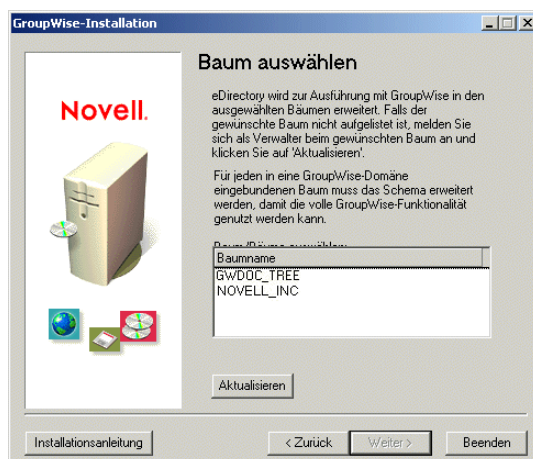 GroupWise-Installation
Baum auswählen
Novell.
eDirectory wird zur Ausführung mit GroupWise in den
ausgewählten Bäumen erweitert. Falls der
gewünschte Baum nicht aufgelistet ist, melden Sie
sich als Verwalter beim gewünschten Baum an und
klicken Sie auf 'Aktualisieren'.
Für jeden in eine GroupWise-Domäne
eingebundenen Baum muss das Schema erweitert
werden, damit die volle GroupWise-Funktionalität
genutzt werden kann.
Baum/Bäume auswählen:
Baumname
GWDOC_TREE
NOVELL_INC
Aktualisieren
Installationsanleitung
< Zurück
Weiter >
Beenden